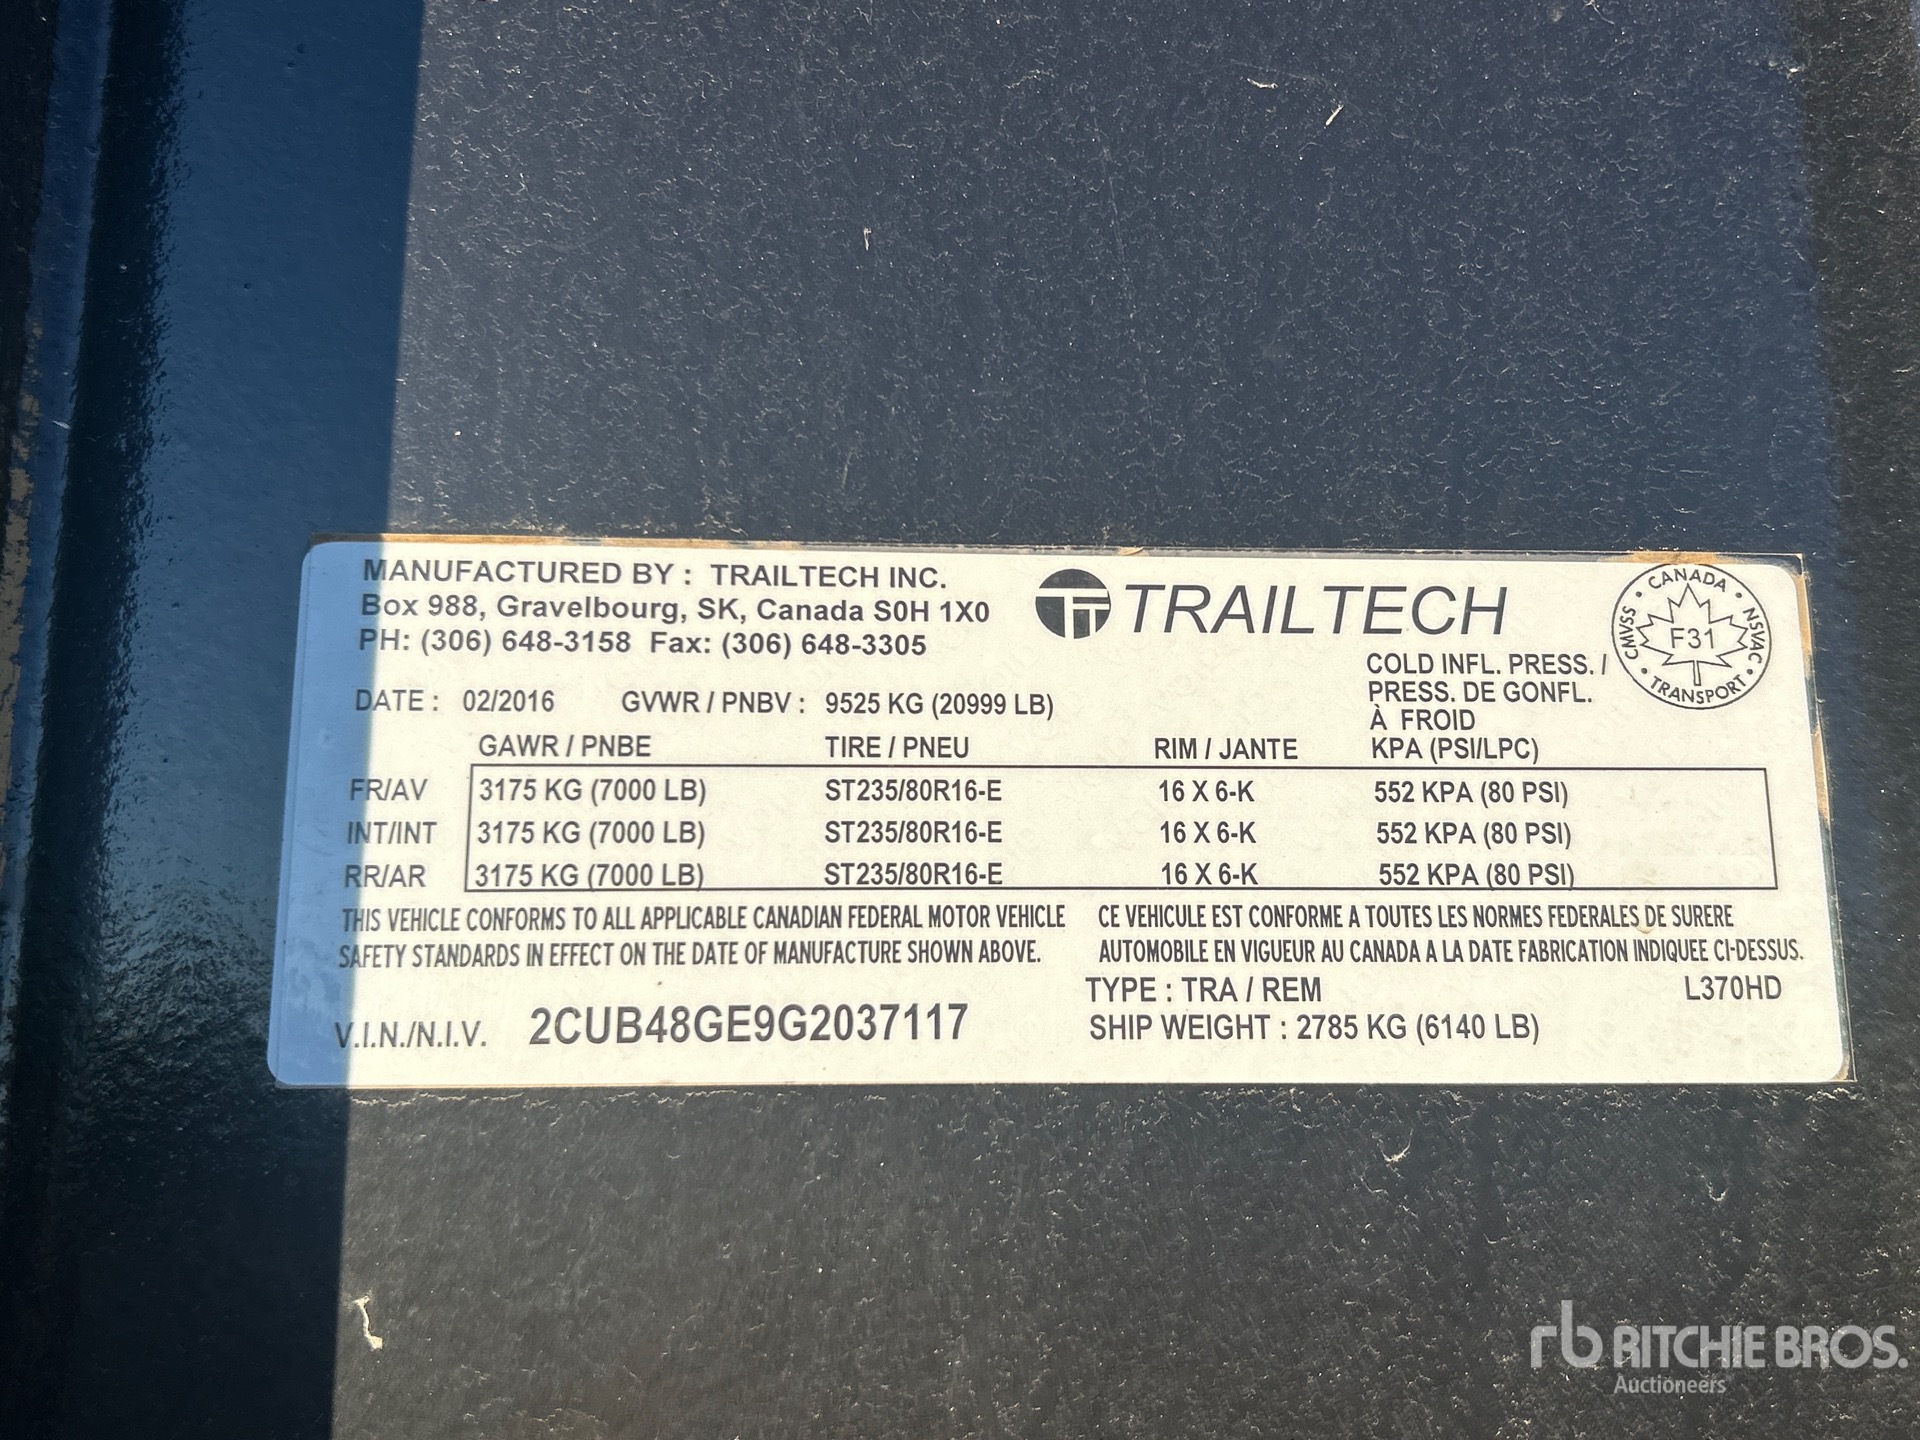 MANUFACTURED BY : TRAILTECH INC.
Box 988, Gravelbourg, SK, Canada S0H 1X0
PH: (306) 648-3158 Fax: (306) 648-3305
TRAILTECH
CANADA
CMVSS • NSVAC
F31
TRANSPORT
COLD INFL. PRESS. /
PRESS. DE GONFL.
À FROID
DATE : 02/2016 GVWR / PNBV : 9525 KG (20999 LB)
GAWR / PNBE TIRE / PNEU RIM / JANTE KPA (PSI/LPC)
FR/AV 3175 KG (7000 LB) ST235/80R16-E 16 X 6-K 552 KPA (80 PSI)
INT/INT 3175 KG (7000 LB) ST235/80R16-E 16 X 6-K 552 KPA (80 PSI)
RR/AR 3175 KG (7000 LB) ST235/80R16-E 16 X 6-K 552 KPA (80 PSI)
THIS VEHICLE CONFORMS TO ALL APPLICABLE CANADIAN FEDERAL MOTOR VEHICLE
SAFETY STANDARDS IN EFFECT ON THE DATE OF MANUFACTURE SHOWN ABOVE.
CE VEHICULE EST CONFORME A TOUTES LES NORMES FEDERALES DE SURERE
AUTOMOBILE EN VIGUEUR AU CANADA A LA DATE FABRICATION INDIQUEE CI-DESSUS.
TYPE : TRA / REM L370HD
V.I.N./N.I.V. 2CUB48GE9G2037117
SHIP WEIGHT : 2785 KG (6140 LB)
rb RITCHIE BROS.
Auctioneers